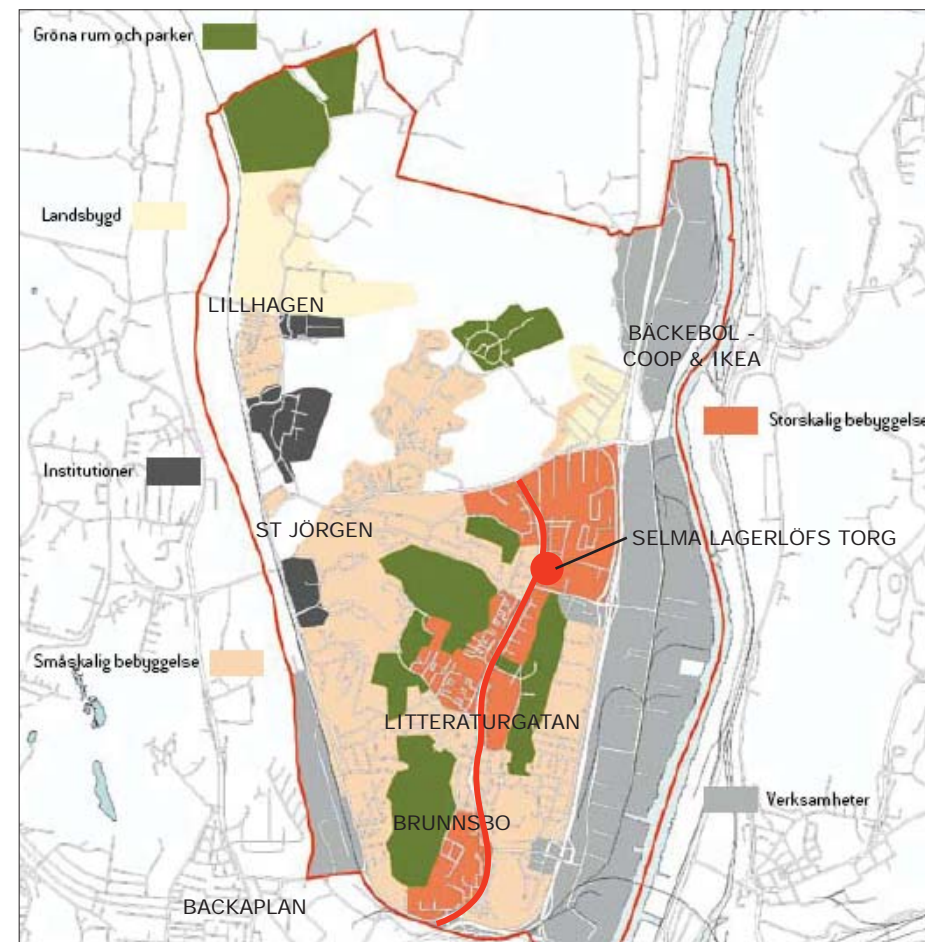 Gröna rum och parker
Landsbygd
LILLHAGEN
BÄCKEBOL -
COOP & IKEA
Storskalig bebyggelse
Institutioner
ST JÖRGEN
SELMA LAGERLÖFS TORG
Småskalig bebyggelse
LITTERATURGATAN
Verksamheter
BRUNNSBO
BACKAPLAN